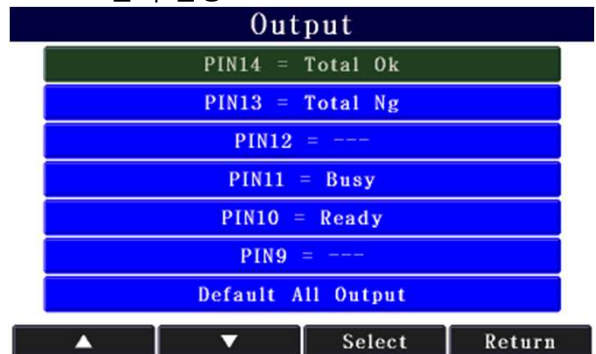 Output
PIN14 = Total Ok
PIN13 = Total Ng
PIN12 = ---
PIN11 = Busy
PIN10 = Ready
PIN9 = ---
Default All Output
▲ ▼ Select Return